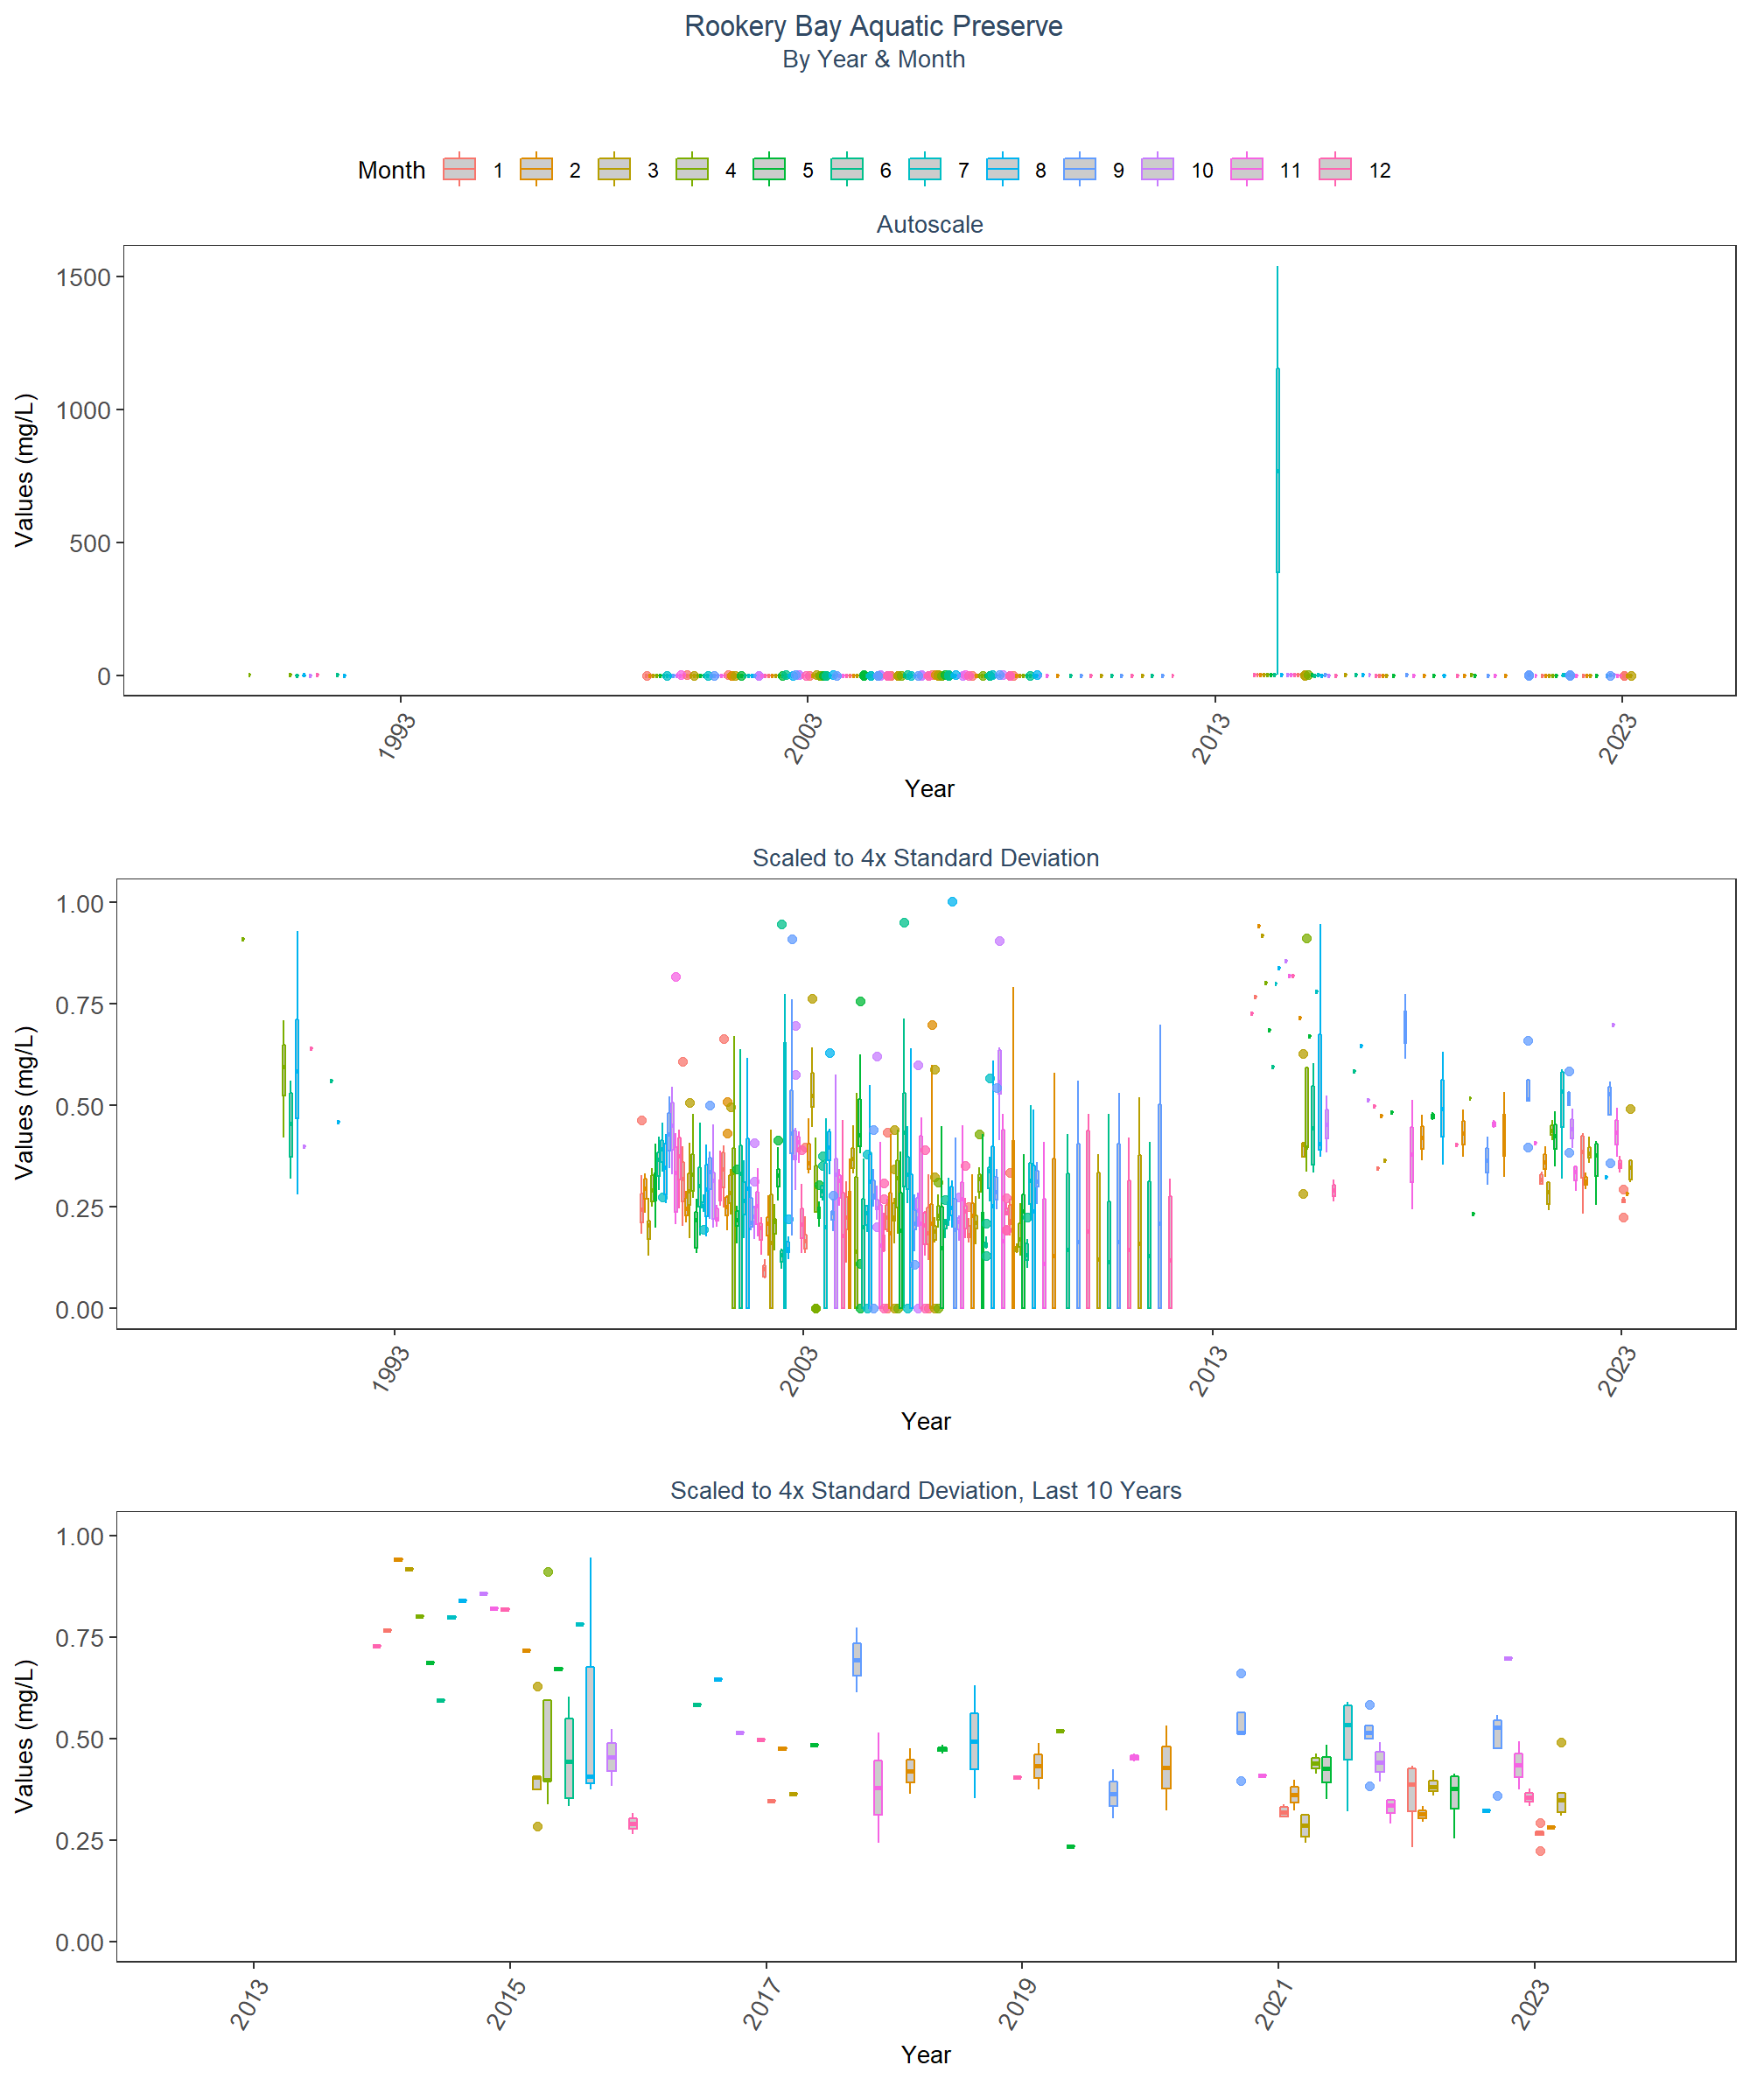 Rookery Bay Aquatic Preserve
By Year & Month
Month 1 2 3 4 5 6 7 8 9 10 11 12
Autoscale
Values (mg/L)
1500
1000
500
0
1993 2003 2013 2023
Year
Scaled to 4x Standard Deviation
Values (mg/L)
1.00
0.75
0.50
0.25
0.00
1993 2003 2013 2023
Year
Scaled to 4x Standard Deviation, Last 10 Years
Values (mg/L)
1.00
0.75
0.50
0.25
0.00
2013 2015 2017 2019 2021 2023
Year